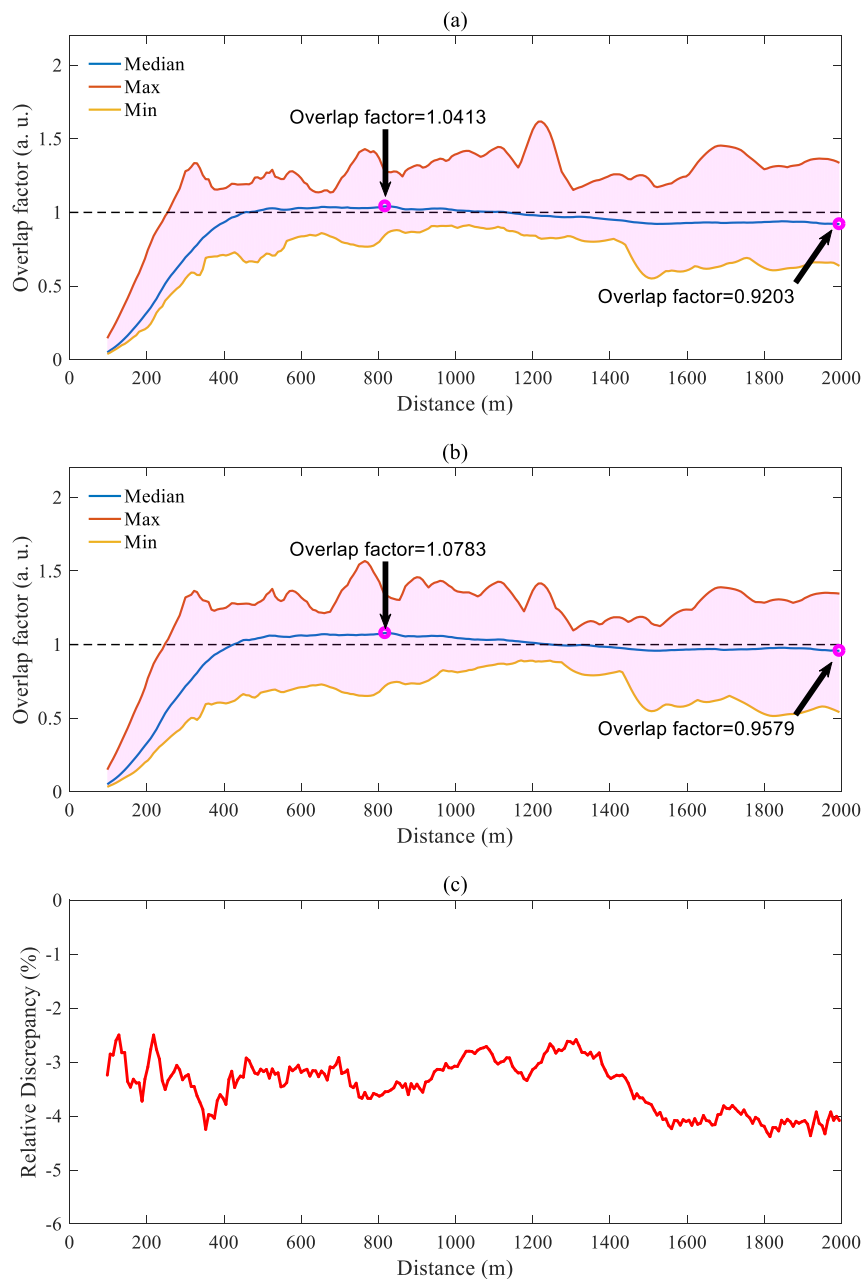 (a)
2
1.5
1
0.5
0
Overlap factor (a. u.)
Median
Max
Min
Overlap factor=1.0413
Overlap factor=0.9203
0 200 400 600 800 1000 1200 1400 1600 1800 2000
Distance (m)
(b)
2
1.5
1
0.5
0
Overlap factor (a. u.)
Median
Max
Min
Overlap factor=1.0783
Overlap factor=0.9579
0 200 400 600 800 1000 1200 1400 1600 1800 2000
Distance (m)
(c)
0
-1
-2
-3
-4
-5
-6
Relative Discrepancy (%)
0 200 400 600 800 1000 1200 1400 1600 1800 2000
Distance (m)